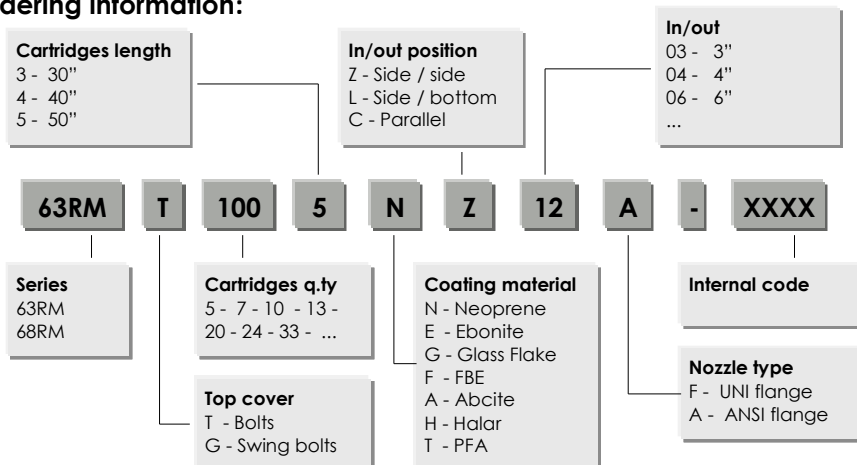 dering information:
Cartridges length
3 - 30”
4 - 40”
5 - 50”
In/out position
Z - Side / side
L - Side / bottom
C - Parallel
In/out
03 - 3”
04 - 4”
06 - 6”
...
63RM T 100 5 N Z 12 A - XXXX
Series
63RM
68RM
Cartridges q.ty
5 - 7 - 10 - 13 -
20 - 24 - 33 - ...
Top cover
T - Bolts
G - Swing bolts
Coating material
N - Neoprene
E - Ebonite
G - Glass Flake
F - FBE
A - Abcite
H - Halar
T - PFA
Internal code
Nozzle type
F - UNI flange
A - ANSI flange